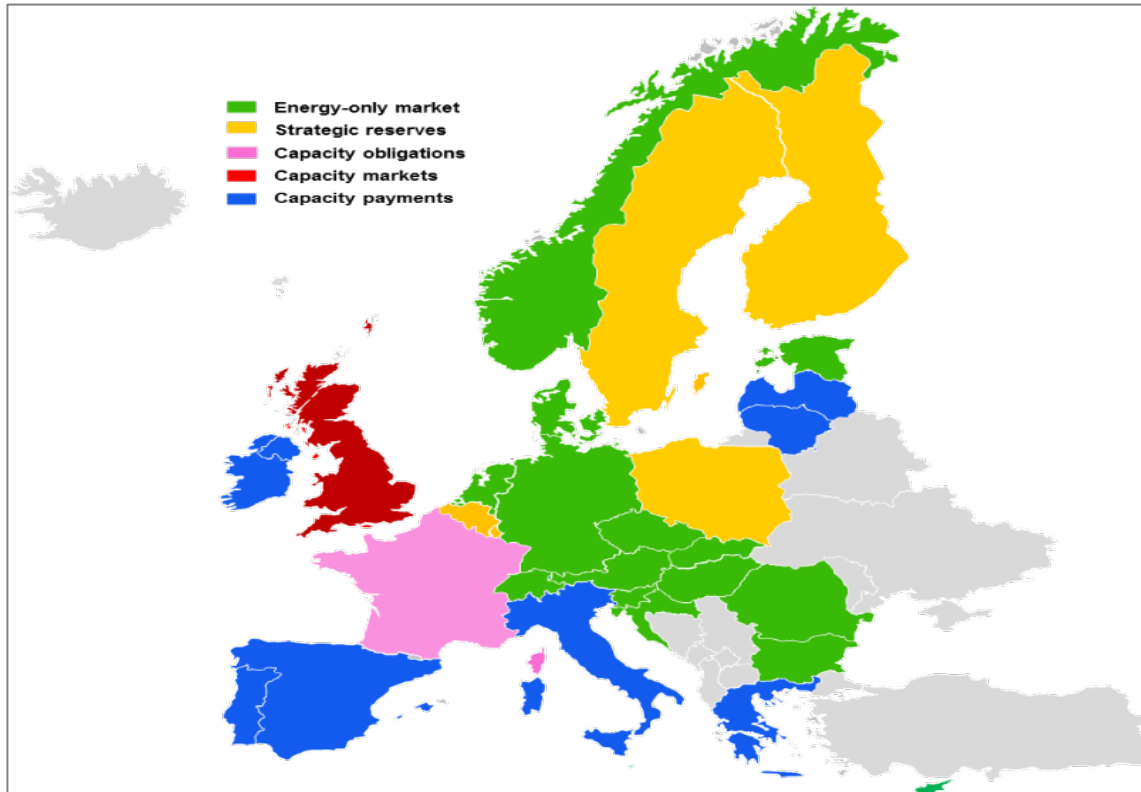 Energy-only market
Strategic reserves
Capacity obligations
Capacity markets
Capacity payments